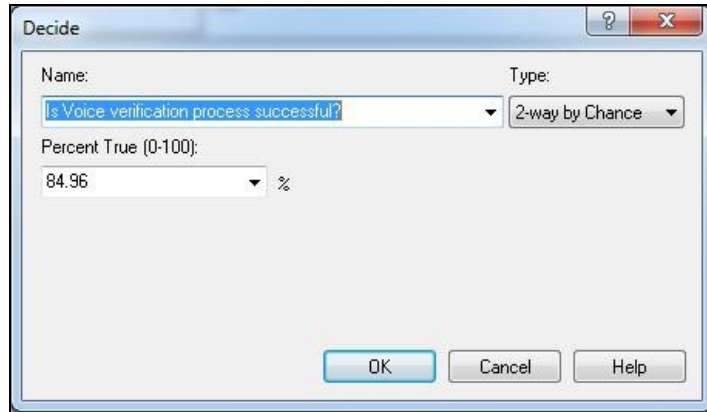 Decide
Name: Type:
Is Voice verification process successful? 2-way by Chance
Percent True (0-100):
84.96 %
OK Cancel Help